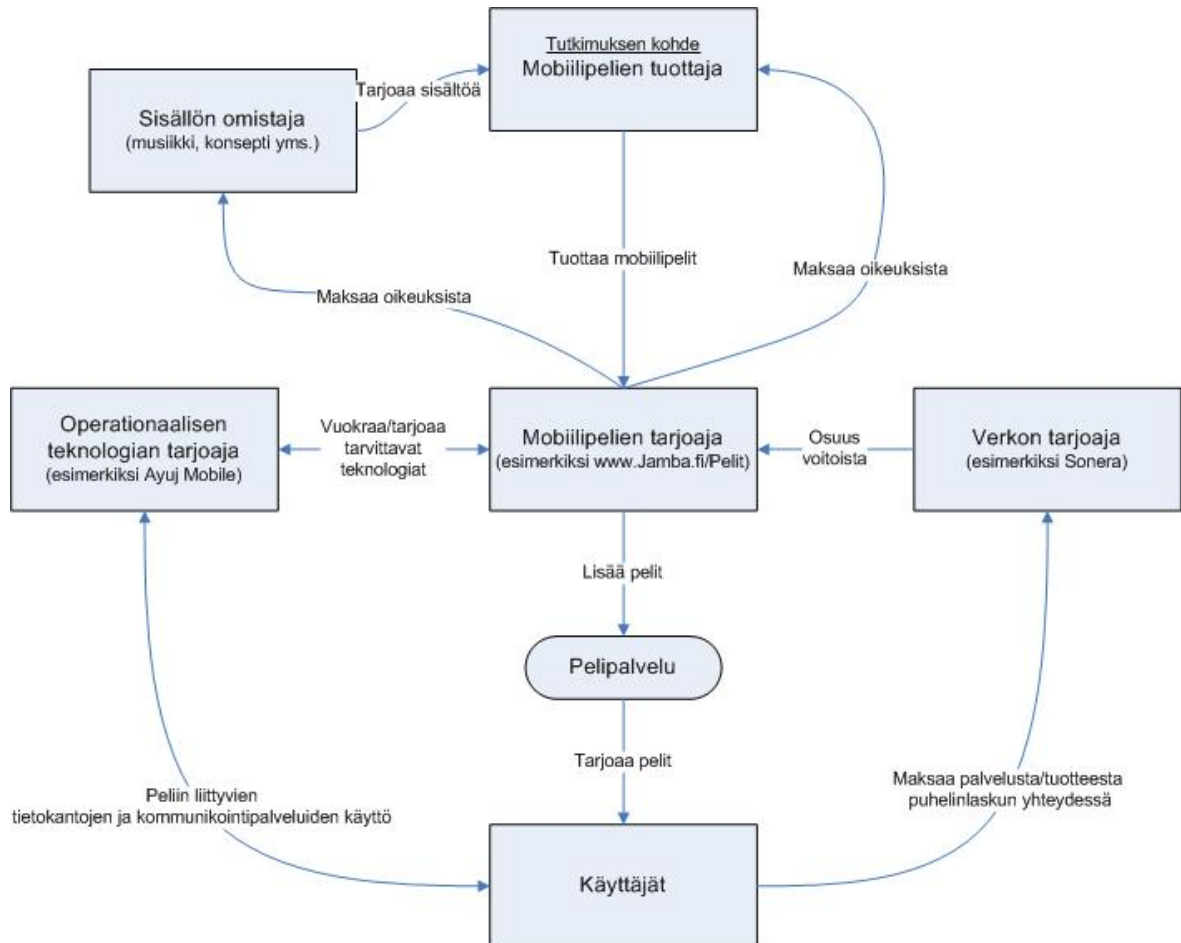 Tutkimuksen kohde
Mobiilipelien tuottaja
Tarjoaa sisältöä
Sisällön omistaja
(musiikki, konsepti yms.)
Tuottaa mobiilipelit
Maksaa oikeuksista
Maksaa oikeuksista
Operationaalisen
teknologian tarjoaja
(esimerkiksi Ayuj Mobile)
Vuokraa/tarjoaa
tarvittavat
teknologiat
Mobiilipelien tarjoaja
(esimerkiksi www.Jamba.fi/Pelit)
Osuus
voitoista
Verkon tarjoaja
(esimerkiksi Sonera)
Lisää pelit
Pelipalvelu
Tarjoaa pelit
Peliin liittyvien
tietokantojen ja kommunikointipalveluiden käyttö
Maksaa palvelusta/tuotteesta
puhelinlaskun yhteydessä
Käyttäjät